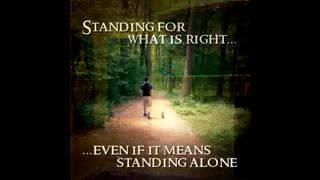 STANDING FOR
WHAT IS RIGHT...
...EVEN IF IT MEANS
STANDING ALONE